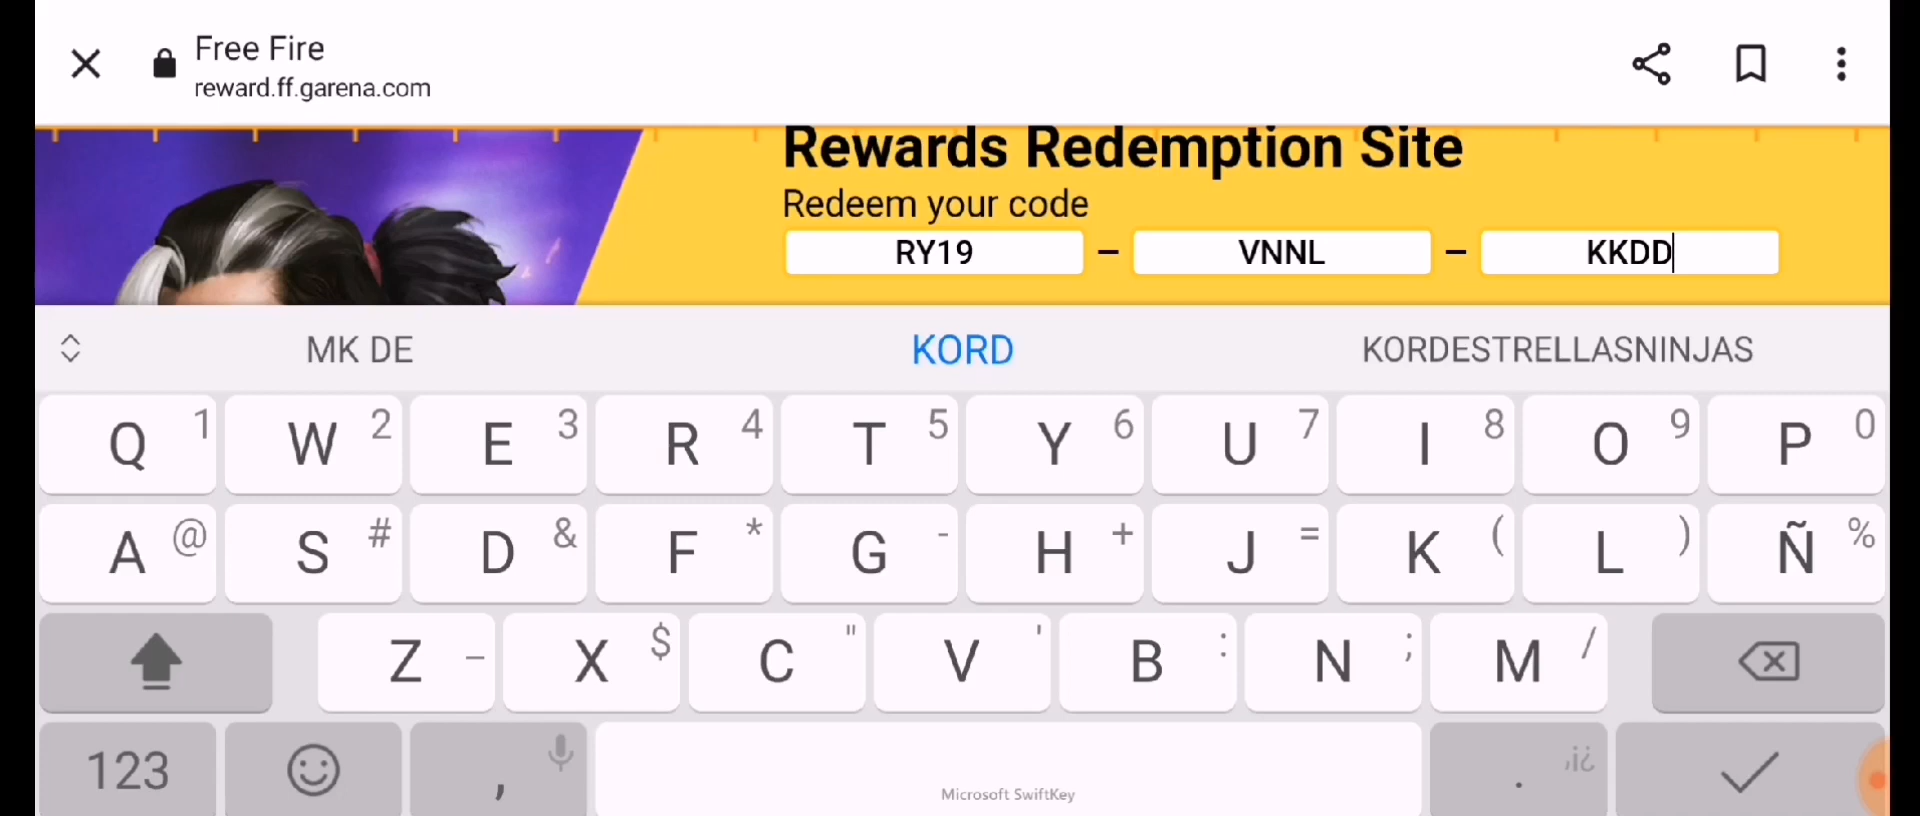 Free Fire
reward.ff.garena.com
Rewards Redemption Site
Redeem your code
RY19 – VNNL – KKDD
MK DE KORD KORDESTRELLASNINJAS
Q 1 W 2 E 3 R 4 T 5 Y 6 U 7 I 8 O 9 P 0
A @ S # D & F * G - H + J = K ( L ) Ñ %
Z _ X $ C " V ' B : N ; M /
123 , . ,¡¿
Microsoft SwiftKey